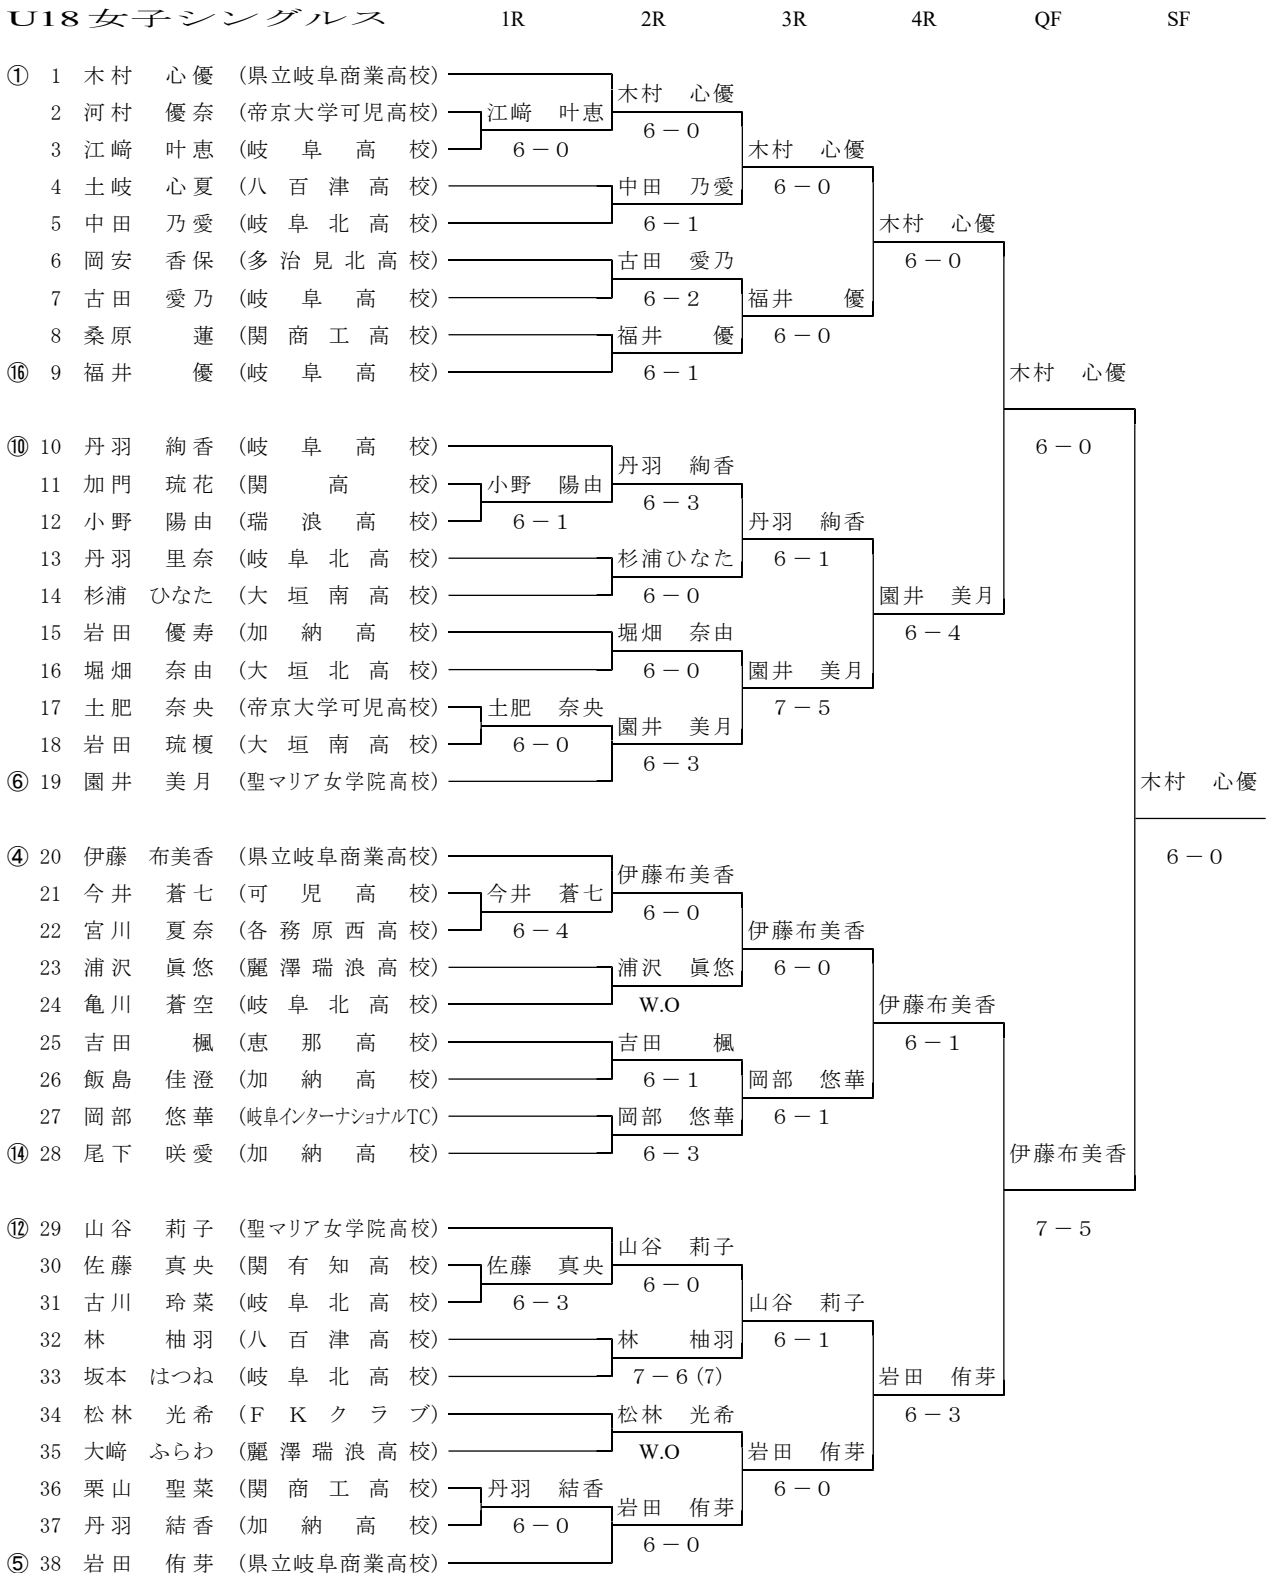 U18女子シングルス 1R 2R 3R 4R QF SF
① 1 木村 心優 (県立岐阜商業高校)
木村 心優
2 河村 優奈 (帝京大学可児高校) 江﨑 叶恵
6－0
3 江﨑 叶恵 (岐阜高校) 6－0 木村 心優
4 土岐 心夏 (八百津高校) 中田 乃愛 6－0
5 中田 乃愛 (岐阜北高校) 6－1 木村 心優
6 岡安 香保 (多治見北高校) 古田 愛乃 6－0
7 古田 愛乃 (岐阜高校) 6－2 福井 優
8 桑原 蓮 (関商工高校) 福井 優 6－0
⑯ 9 福井 優 (岐阜高校) 6－1 木村 心優
⑩ 10 丹羽 絢香 (岐阜高校) 6－0
丹羽 絢香
11 加門 琉花 (関高校) 小野 陽由
6－3
12 小野 陽由 (瑞浪高校) 6－1 丹羽 絢香
13 丹羽 里奈 (岐阜北高校) 杉浦ひなた 6－1
14 杉浦 ひなた (大垣南高校) 6－0 園井 美月
15 岩田 優寿 (加納高校) 堀畑 奈由 6－4
16 堀畑 奈由 (大垣北高校) 6－0 園井 美月
17 土肥 奈央 (帝京大学可児高校) 土肥 奈央 7－5
園井 美月
18 岩田 琉榎 (大垣南高校) 6－0
6－3
⑥ 19 園井 美月 (聖マリア女学院高校) 木村 心優
④ 20 伊藤 布美香 (県立岐阜商業高校) 6－0
伊藤布美香
21 今井 蒼七 (可児高校) 今井 蒼七
6－0
22 宮川 夏奈 (各務原西高校) 6－4 伊藤布美香
23 浦沢 眞悠 (麗澤瑞浪高校) 浦沢 眞悠 6－0
24 亀川 蒼空 (岐阜北高校) W.O 伊藤布美香
25 吉田 楓 (恵那高校) 吉田 楓 6－1
26 飯島 佳澄 (加納高校) 6－1 岡部 悠華
27 岡部 悠華 (岐阜インターナショナルTC) 岡部 悠華 6－1
⑭ 28 尾下 咲愛 (加納高校) 6－3 伊藤布美香
⑫ 29 山谷 莉子 (聖マリア女学院高校) 7－5
山谷 莉子
30 佐藤 真央 (関有知高校) 佐藤 真央
6－0
31 古川 玲菜 (岐阜北高校) 6－3 山谷 莉子
32 林 柚羽 (八百津高校) 林 柚羽 6－1
33 坂本 はつね (岐阜北高校) 7－6 (7) 岩田 侑芽
34 松林 光希 (FKクラブ) 松林 光希 6－3
35 大﨑 ふらわ (麗澤瑞浪高校) W.O 岩田 侑芽
36 栗山 聖菜 (関商工高校) 丹羽 結香 6－0
岩田 侑芽
37 丹羽 結香 (加納高校) 6－0
6－0
⑤ 38 岩田 侑芽 (県立岐阜商業高校)